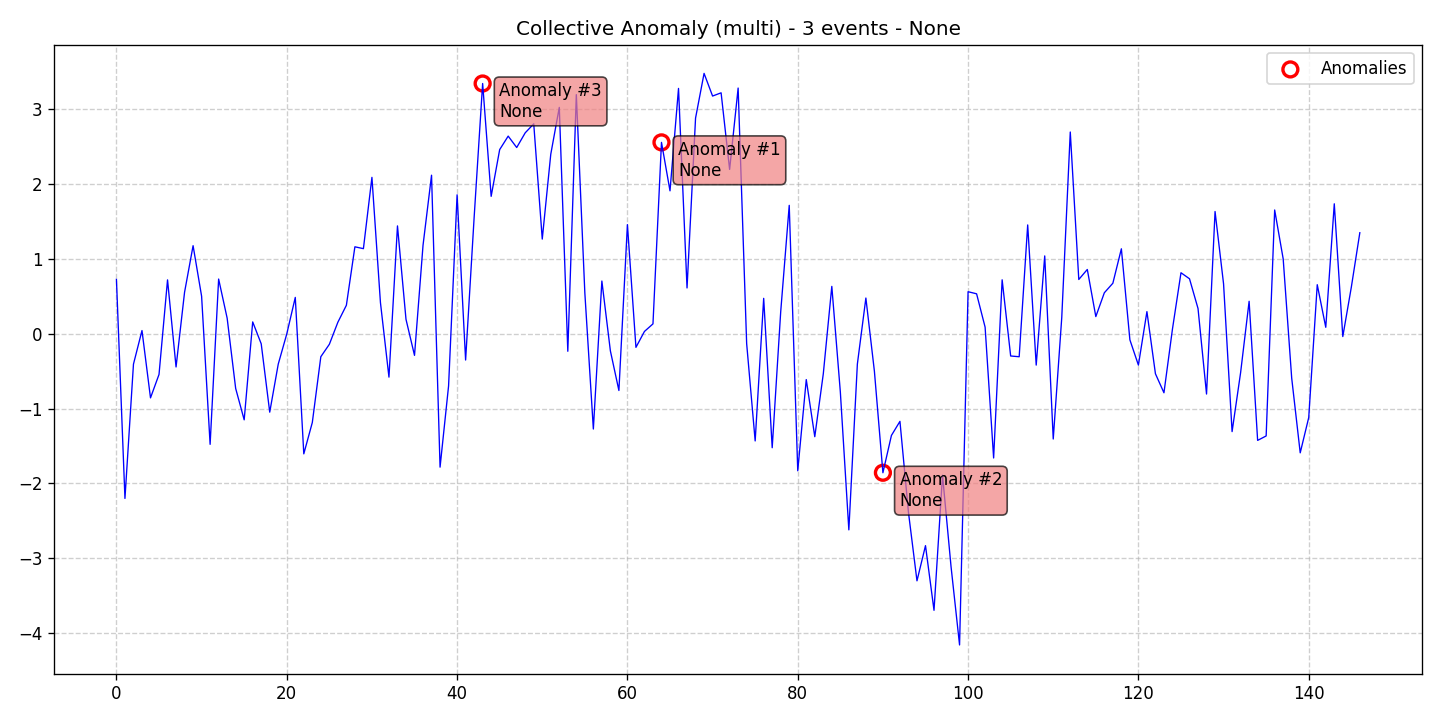 Collective Anomaly (multi) - 3 events - None
Anomalies
Anomaly #3
None
Anomaly #1
None
Anomaly #2
None
3
2
1
0
−1
−2
−3
−4
0 20 40 60 80 100 120 140